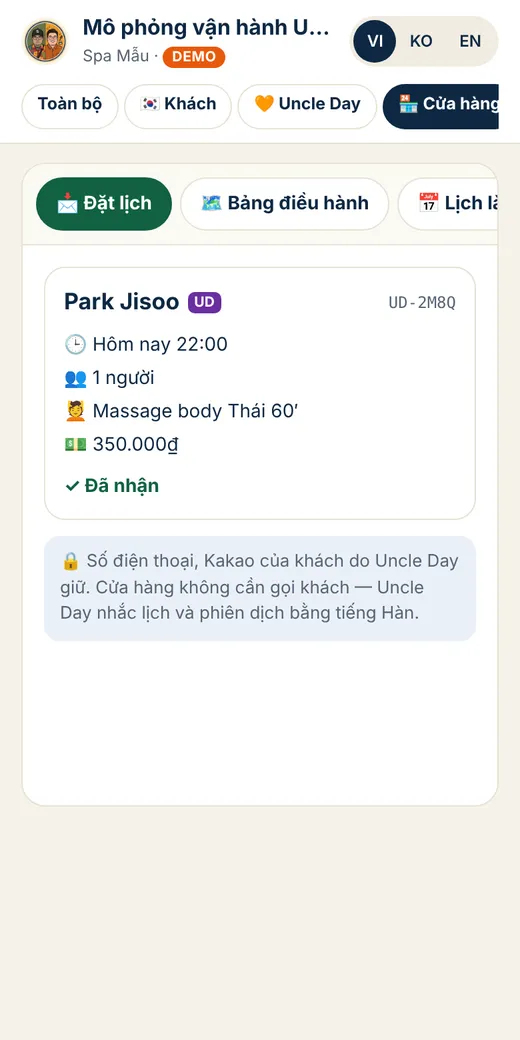 Mô phỏng vận hành U...
Spa Mẫu · DEMO
VI KO EN
Toàn bộ Khách Uncle Day Cửa hàng
Đặt lịch Bảng điều hành Lịch
Park Jisoo UD UD-2M8Q
Hôm nay 22:00
1 người
Massage body Thái 60′
350.000₫
✓ Đã nhận
Số điện thoại, Kakao của khách do Uncle Day
giữ. Cửa hàng không cần gọi khách — Uncle
Day nhắc lịch và phiên dịch bằng tiếng Hàn.